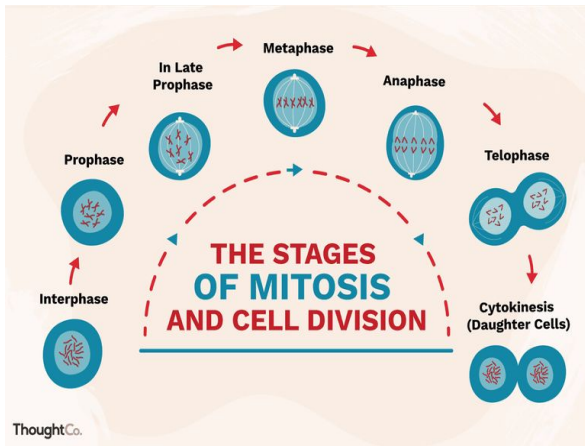 Metaphase
In Late
Prophase
Anaphase
Prophase
Telophase
Interphase
Cytokinesis
(Daughter Cells)
THE STAGES
OF MITOSIS
AND CELL DIVISION
ThoughtCo.